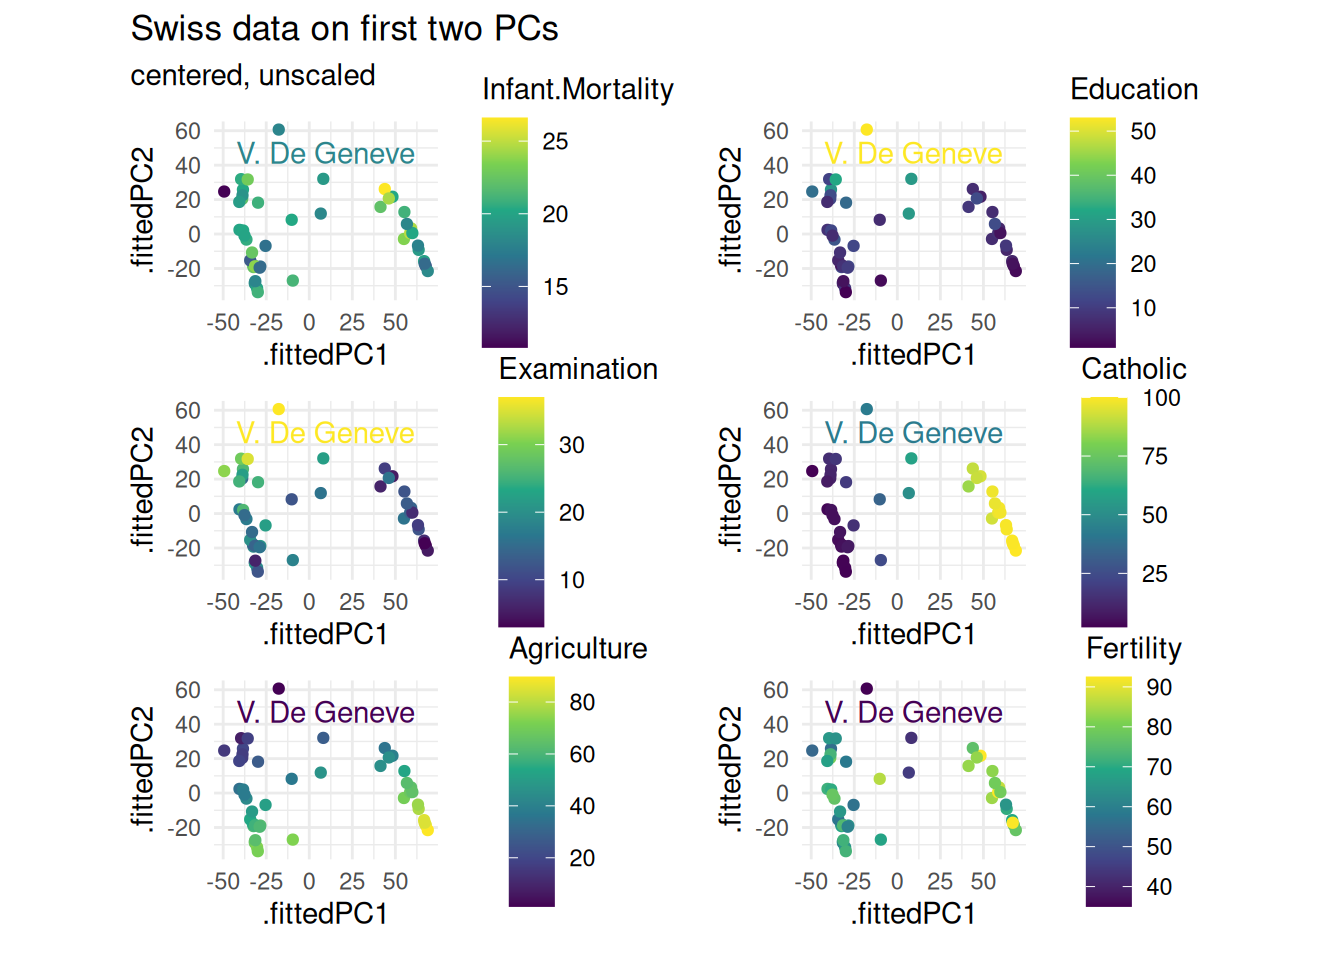 Swiss data on first two PCs
centered, unscaled
Infant.Mortality
60
40
20
0
-20
V. De Geneve
-50 -25 0 25 50
.fittedPC1
.fittedPC2
25
20
15
Education
60
40
20
0
-20
V. De Geneve
-50 -25 0 25 50
.fittedPC1
.fittedPC2
50
40
30
20
10
Examination
60
40
20
0
-20
V. De Geneve
-50 -25 0 25 50
.fittedPC1
.fittedPC2
30
20
10
Catholic
60
40
20
0
-20
V. De Geneve
-50 -25 0 25 50
.fittedPC1
.fittedPC2
100
75
50
25
Agriculture
60
40
20
0
-20
V. De Geneve
-50 -25 0 25 50
.fittedPC1
.fittedPC2
80
60
40
20
Fertility
60
40
20
0
-20
V. De Geneve
-50 -25 0 25 50
.fittedPC1
.fittedPC2
90
80
70
60
50
40